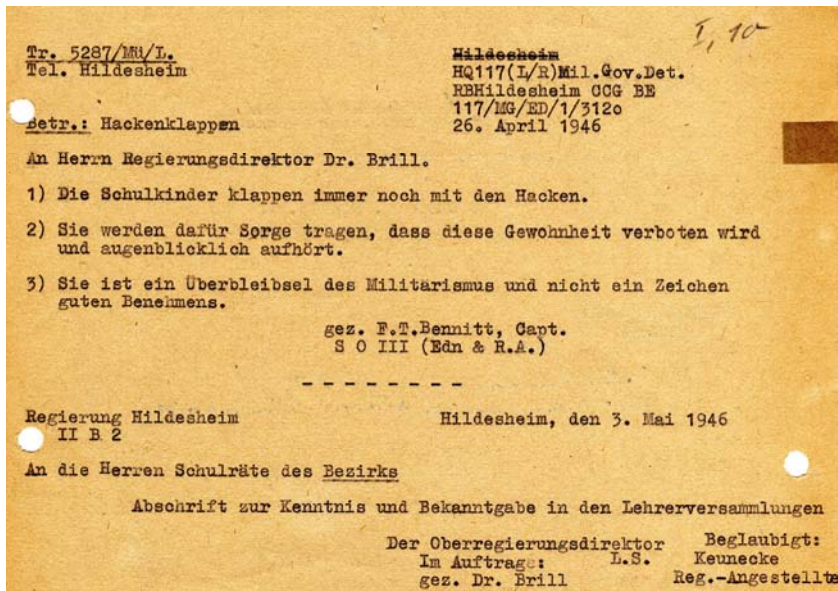 I, 10
Tr. 5287/Mü/L.
Tel. Hildesheim
Hildesheim
HQ117(L/R)Mil.Gov.Det.
RBHildesheim CCG BE
117/MG/ED/1/312o
26. April 1946
Betr.: Hackenklappen
An Herrn Regierungsdirektor Dr. Brill.
1) Die Schulkinder klappen immer noch mit den Hacken.
2) Sie werden dafür Sorge tragen, dass diese Gewohnheit verboten wird
und augenblicklich aufhört.
3) Sie ist ein Überbleibsel des Militarismus und nicht ein Zeichen
guten Benehmens.
gez. F.T.Bennitt, Capt.
S O III (Edn & R.A.)
- - - - - - - -
Regierung Hildesheim Hildesheim, den 3. Mai 1946
II B 2
An die Herren Schulräte des Bezirks
Abschrift zur Kenntnis und Bekanntgabe in den Lehrerversammlungen
Der Oberregierungsdirektor Beglaubigt:
Im Auftrage: L.S. Keunecke
gez. Dr. Brill Reg.-Angestellte